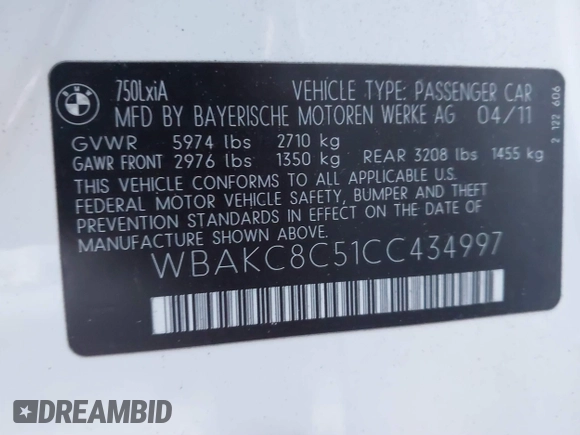 BMW
750LxiA VEHICLE TYPE: PASSENGER CAR
MFD BY BAYERISCHE MOTOREN WERKE AG 04/11
GVWR 5974 lbs 2710 kg
GAWR FRONT 2976 lbs 1350 kg REAR 3208 lbs 1455 kg
THIS VEHICLE CONFORMS TO ALL APPLICABLE U.S.
FEDERAL MOTOR VEHICLE SAFETY, BUMPER AND THEFT
PREVENTION STANDARDS IN EFFECT ON THE DATE OF
MANUFACTURE SHOWN ABOVE.
WBAKC8C51CC434997
2 122 606
DREAMBID